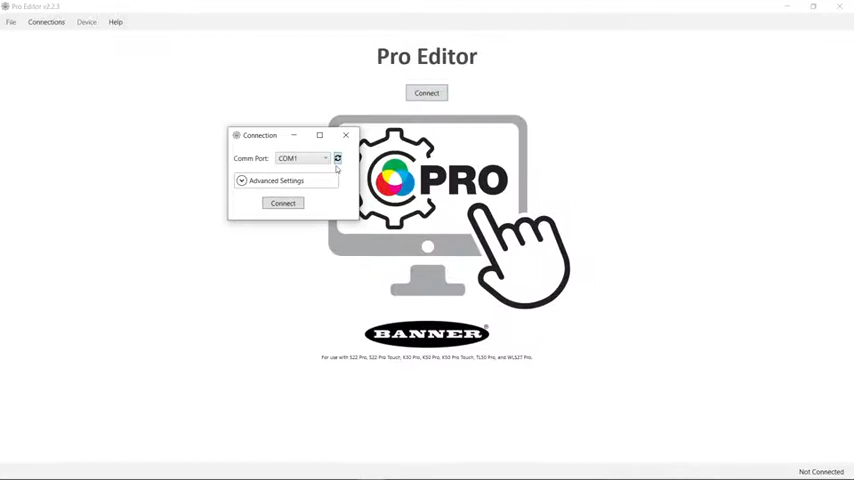 Pro Editor v2.2.3
File Connections Device Help
Pro Editor
Connect
Connection
Comm Port: COM1
Advanced Settings
Connect
PRO
BANNER®
For use with S22 Pro, S22 Pro Touch, K30 Pro, K50 Pro, K50 Pro Touch, TL50 Pro, and WLS27 Pro.
Not Connected